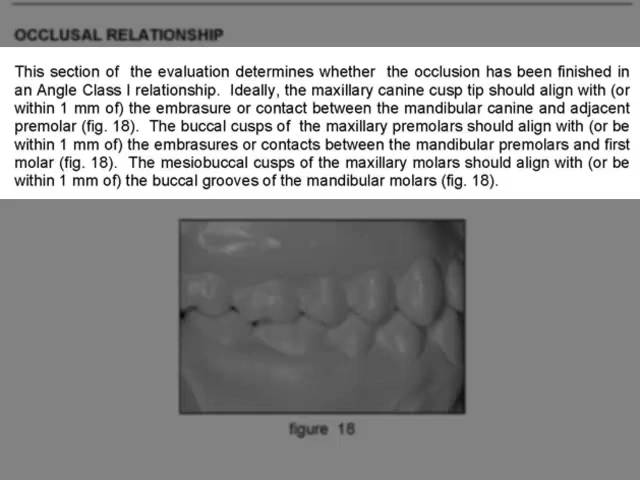 OCCLUSAL RELATIONSHIP
This section of the evaluation determines whether the occlusion has been finished in
an Angle Class I relationship. Ideally, the maxillary canine cusp tip should align with (or
within 1 mm of) the embrasure or contact between the mandibular canine and adjacent
premolar (fig. 18). The buccal cusps of the maxillary premolars should align with (or be
within 1 mm of) the embrasures or contacts between the mandibular premolars and first
molar (fig. 18). The mesiobuccal cusps of the maxillary molars should align with (or be
within 1 mm of) the buccal grooves of the mandibular molars (fig. 18).
figure 18